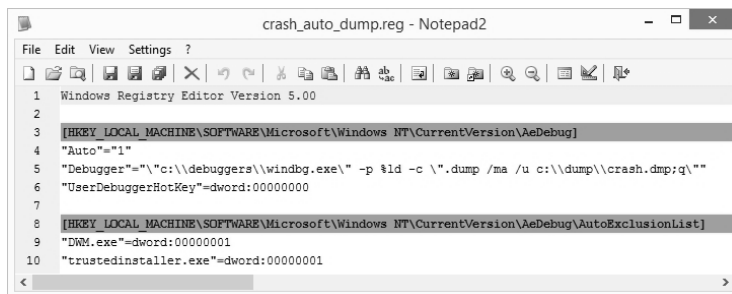 crash_auto_dump.reg - Notepad2
File Edit View Settings ?
1 Windows Registry Editor Version 5.00
2
3 [HKEY_LOCAL_MACHINE\SOFTWARE\Microsoft\Windows NT\CurrentVersion\AeDebug]
4 "Auto"="1"
5 "Debugger"="\"c:\\debuggers\\windbg.exe\" -p %ld -c \".dump /ma /u c:\\dump\\crash.dmp;q\""
6 "UserDebuggerHotKey"=dword:00000000
7
8 [HKEY_LOCAL_MACHINE\SOFTWARE\Microsoft\Windows NT\CurrentVersion\AeDebug\AutoExclusionList]
9 "DWM.exe"=dword:00000001
10 "trustedinstaller.exe"=dword:00000001